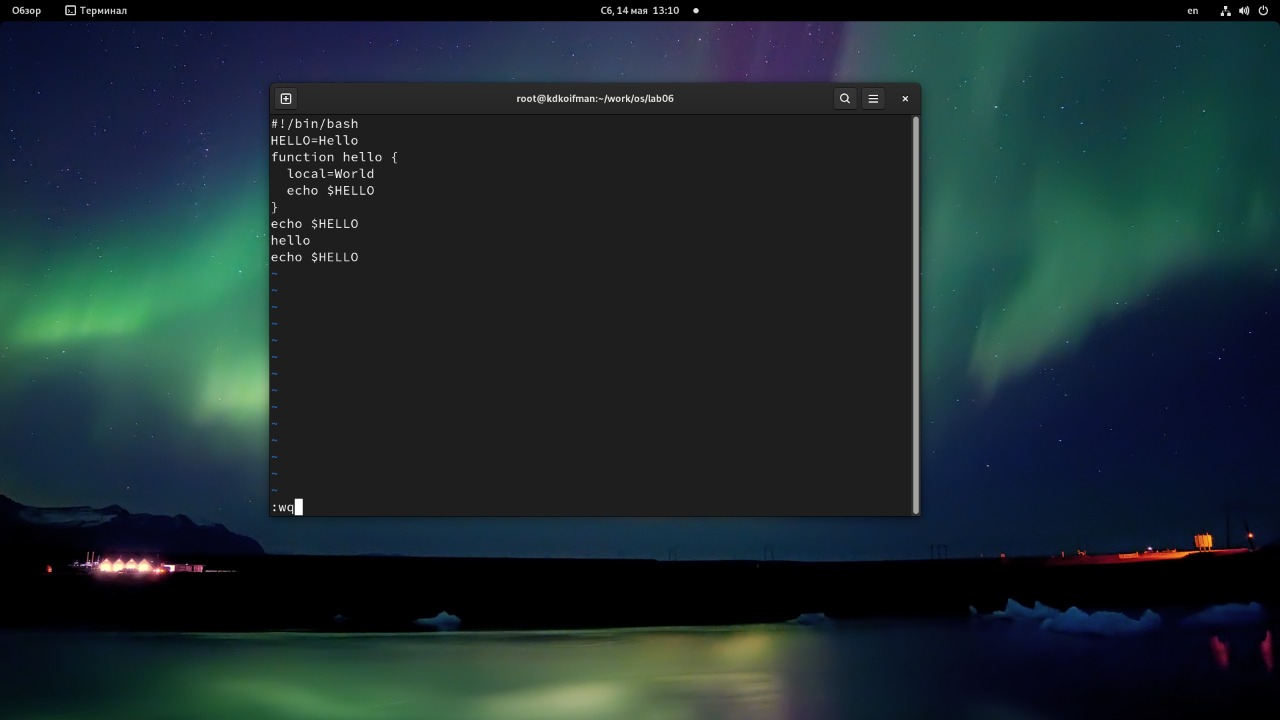 Обзор Терминал Сб, 14 мая 13:10 en
root@kdkoifman:~/work/os/lab06
#!/bin/bash
HELLO=Hello
function hello {
  local=World
  echo $HELLO
}
echo $HELLO
hello
echo $HELLO
~
~
~
~
~
~
~
~
~
~
~
~
~
~
:wq